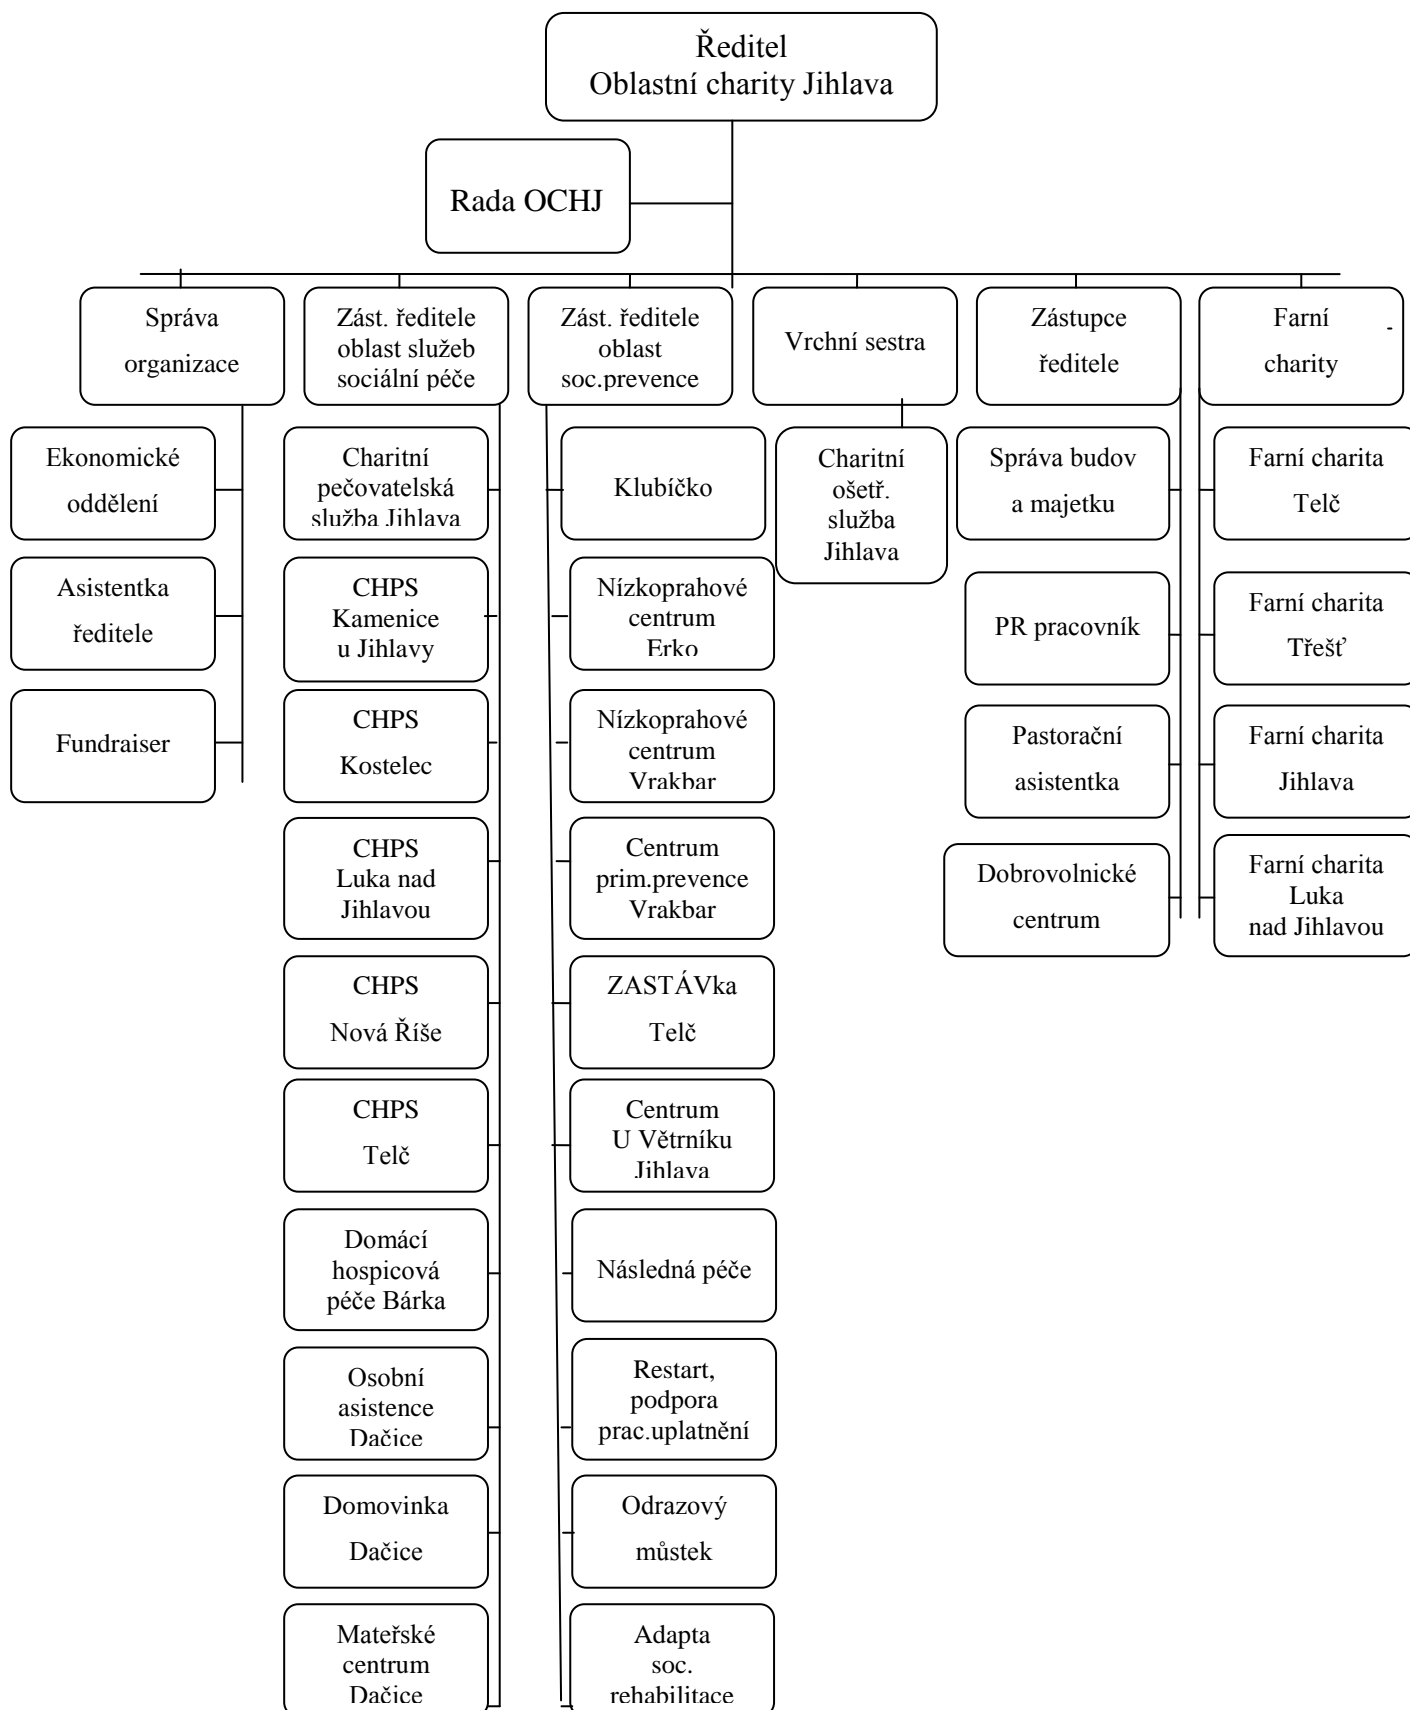 Ředitel
Oblastní charity Jihlava
Rada OCHJ
Správa
organizace
Zást. ředitele
oblast služeb
sociální péče
Zást. ředitele
oblast
soc.prevence
Vrchní sestra
Zástupce
ředitele
Farní -
charity
Ekonomické
oddělení
Asistentka
ředitele
Fundraiser
Charitní
pečovatelská
služba Jihlava
CHPS
Kamenice
u Jihlavy
CHPS
Kostelec
CHPS
Luka nad
Jihlavou
CHPS
Nová Říše
CHPS
Telč
Domácí
hospicová
péče Bárka
Osobní
asistence
Dačice
Domovinka
Dačice
Mateřské
centrum
Dačice
Klubíčko
Nízkoprahové
centrum
Erko
Nízkoprahové
centrum
Vrakbar
Centrum
prim.prevence
Vrakbar
ZASTÁVka
Telč
Centrum
U Větrníku
Jihlava
Následná péče
Restart,
podpora
prac.uplatnění
Odrazový
můstek
Adapta
soc.
rehabilitace
Charitní
ošetř.
služba
Jihlava
Správa budov
a majetku
PR pracovník
Pastorační
asistentka
Dobrovolnické
centrum
Farní charita
Telč
Farní charita
Třešť
Farní charita
Jihlava
Farní charita
Luka
nad Jihlavou